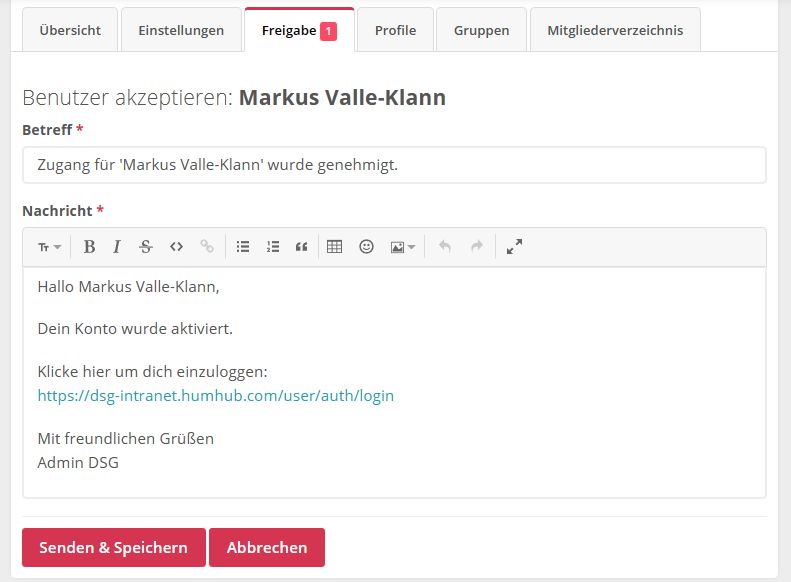 Übersicht Einstellungen Freigabe 1 Profile Gruppen Mitgliederverzeichnis
Benutzer akzeptieren: Markus Valle-Klann
Betreff *
Zugang für 'Markus Valle-Klann' wurde genehmigt.
Nachricht *
Hallo Markus Valle-Klann,
Dein Konto wurde aktiviert.
Klicke hier um dich einzuloggen:
https://dsg-intranet.humhub.com/user/auth/login
Mit freundlichen Grüßen
Admin DSG
Senden & Speichern Abbrechen